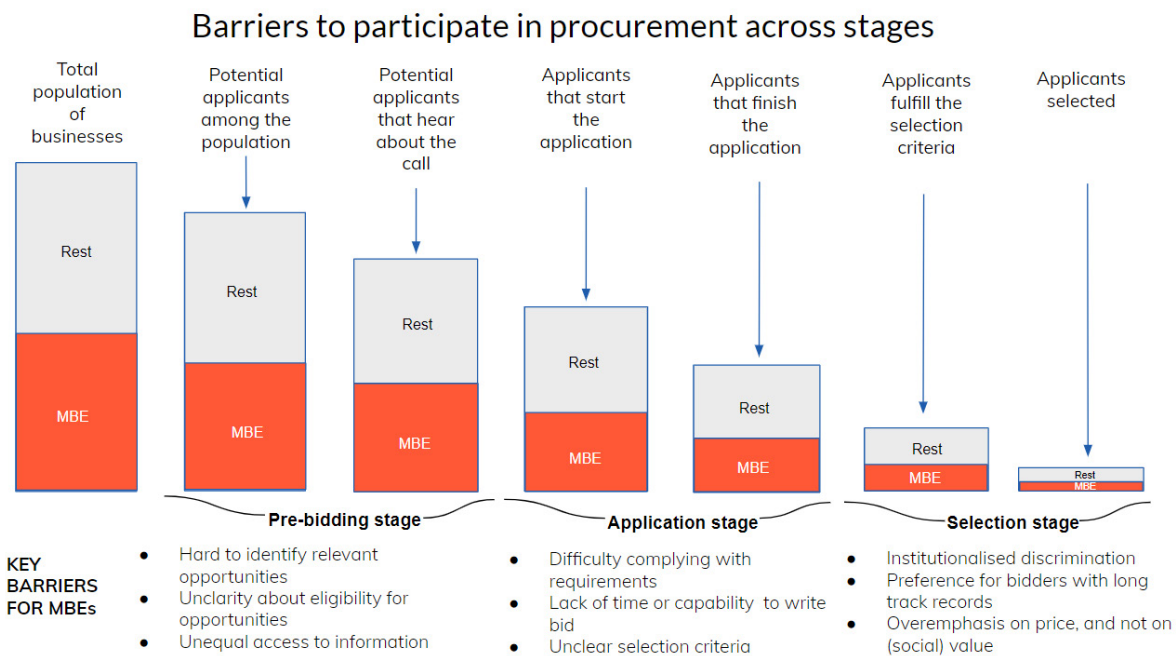 Barriers to participate in procurement across stages
Total
population
of
businesses
Potential
applicants
among the
population
Potential
applicants
that hear
about the
call
Applicants
that start
the
application
Applicants
that finish
the
application
Applicants
fulfill the
selection
criteria
Applicants
selected
Rest
MBE
Rest
MBE
Rest
MBE
Rest
MBE
Rest
MBE
Rest
MBE
Rest
MBE
Pre-bidding stage
Application stage
Selection stage
KEY
BARRIERS
FOR MBEs
● Hard to identify relevant
opportunities
● Unclarity about eligibility for
opportunities
● Unequal access to information
● Difficulty complying with
requirements
● Lack of time or capability to write
bid
● Unclear selection criteria
● Institutionalised discrimination
● Preference for bidders with long
track records
● Overemphasis on price, and not on
(social) value